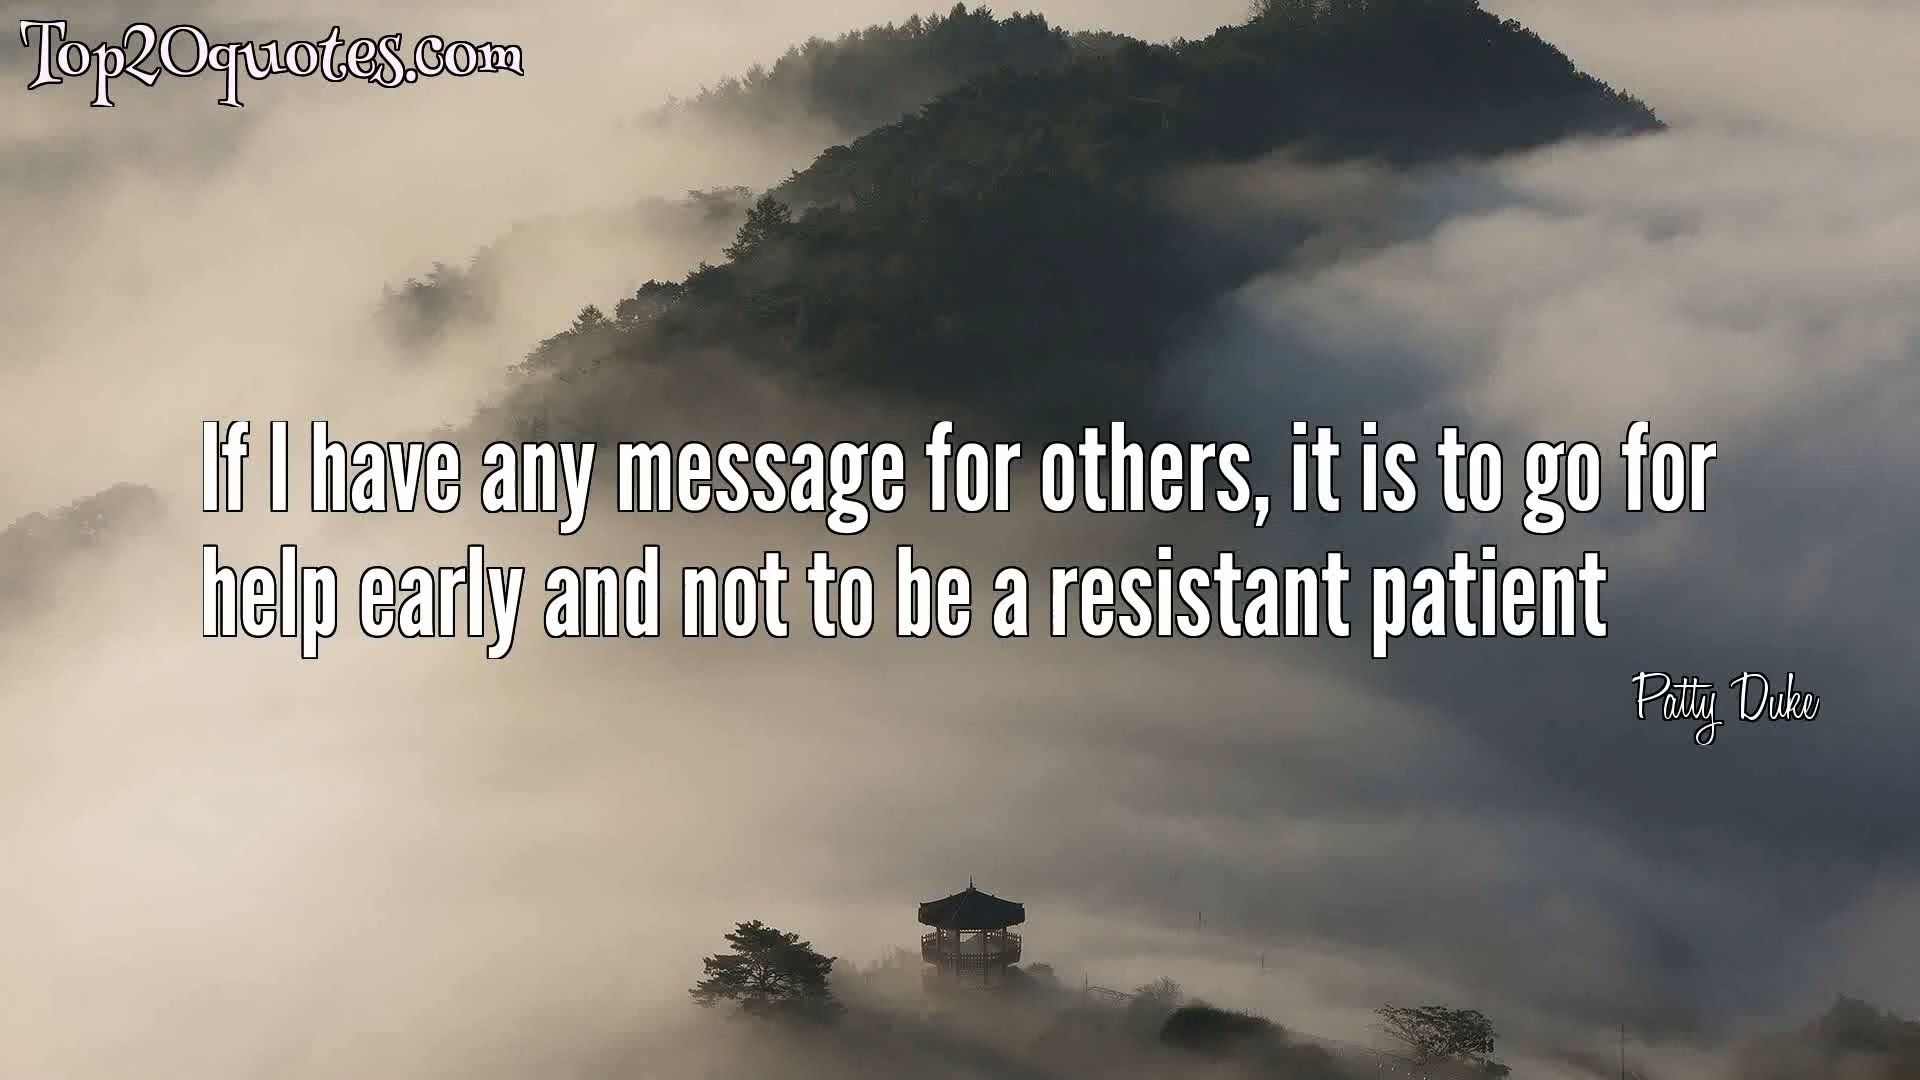 Top20quotes.com
If I have any message for others, it is to go for
help early and not to be a resistant patient
Patty Duke